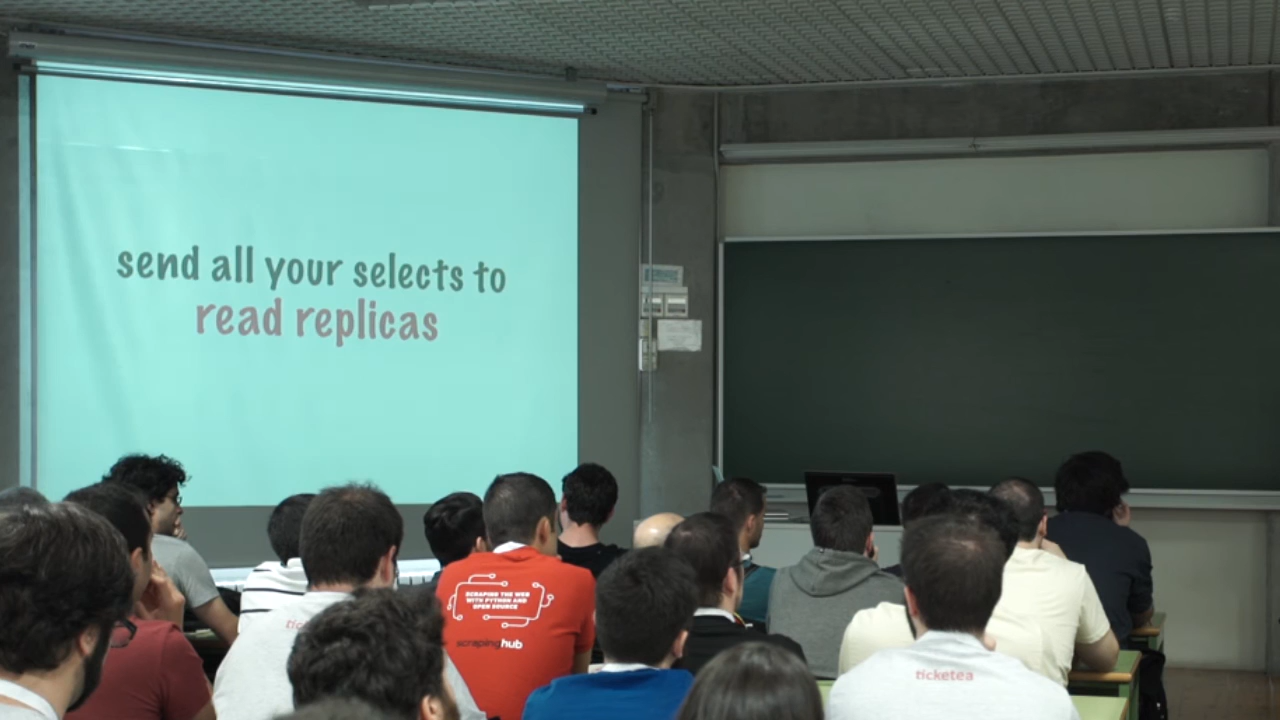 send all your selects to
read replicas
SCRAPING THE WEB
WITH PYTHON AND
OPEN SOURCE
scrapinghub
ticketea